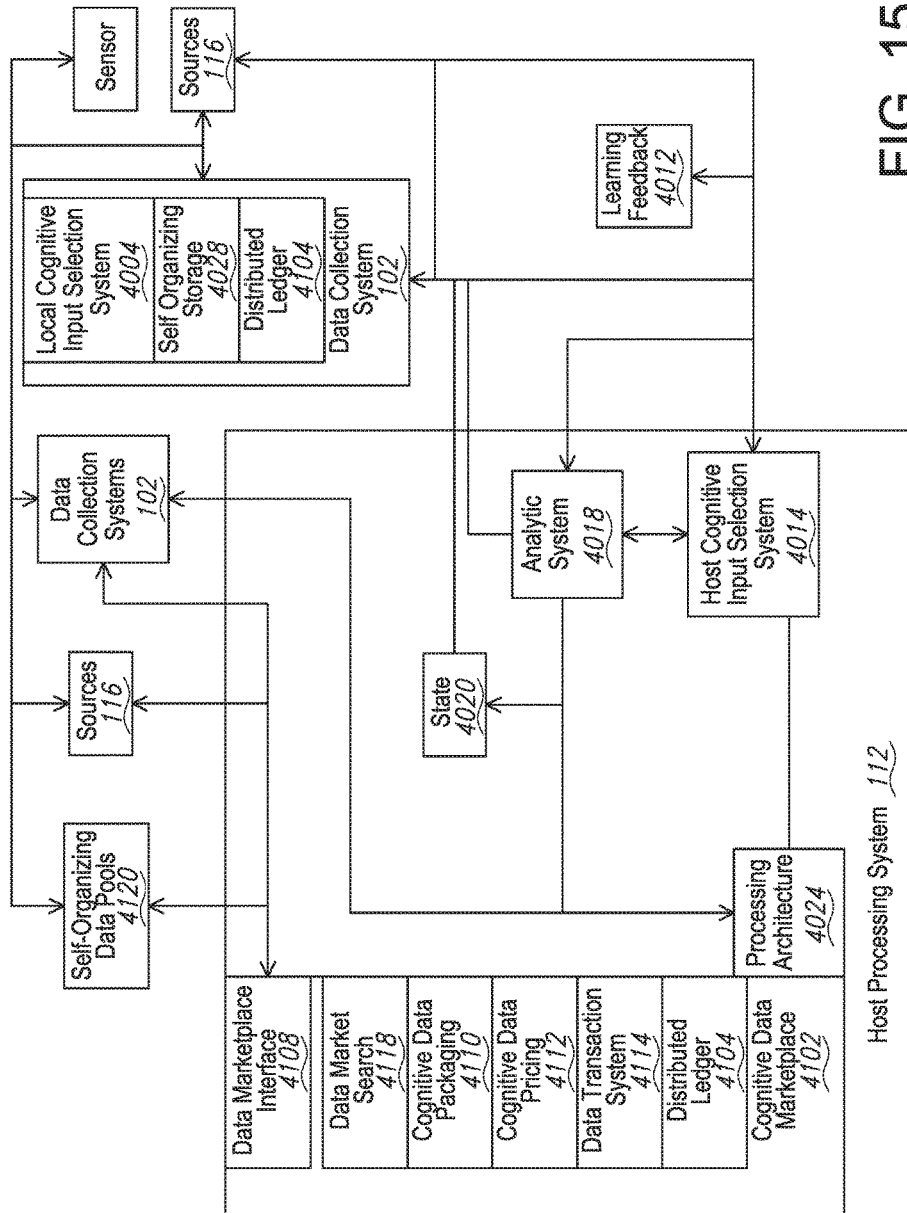 Self-Organizing
Data Pools
4120
Sources
116
Data
Collection
Systems
102
Local Cognitive
Input Selection
System
4004
Self Organizing
Storage
4028
Distributed
Ledger
4104
Data Collection
System
102
Sensor
Sources
116
Data Marketplace
Interface
4108
Data Market
Search
4118
Cognitive Data
Packaging
4110
Cognitive Data
Pricing
4112
Data Transaction
System
4114
Distributed
Ledger
4104
Cognitive Data
Marketplace
4102
State
4020
Analytic
System
4018
Learning
Feedback
4012
Processing
Architecture
4024
Host Cognitive
Input Selection
System
4014
Host Processing System 112
FIG. 15